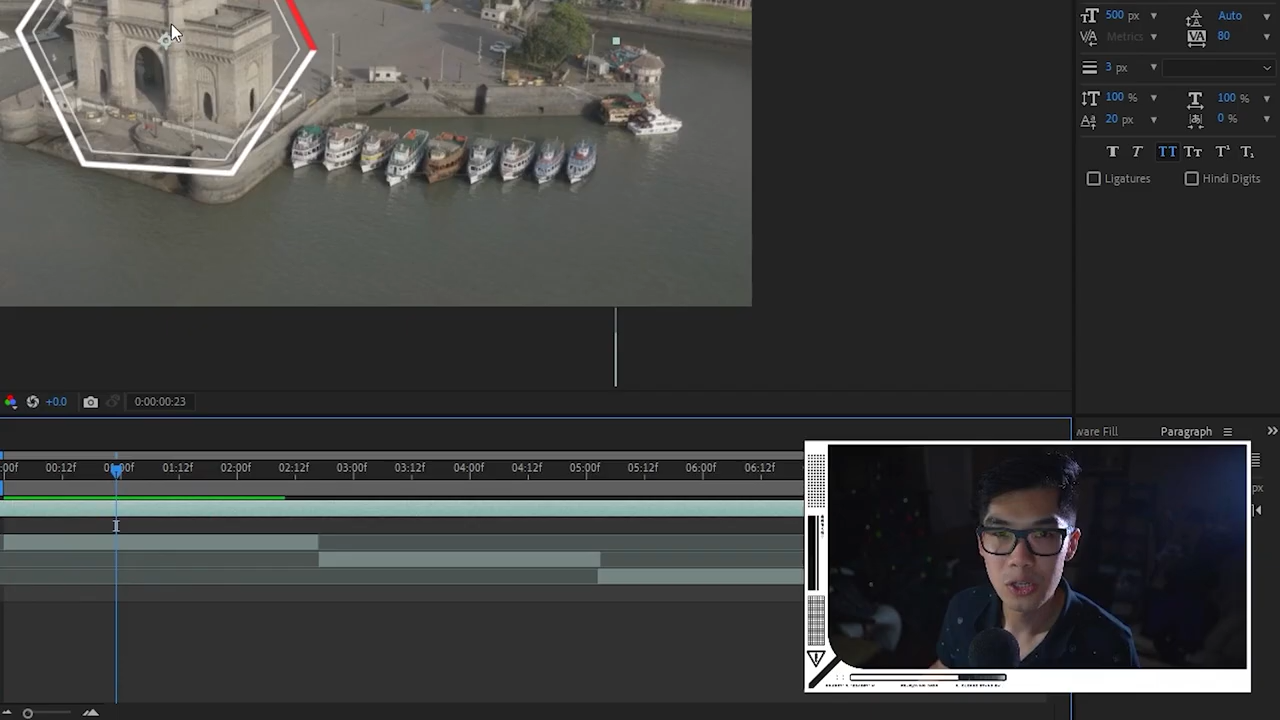 500 px Auto
Metrics 80
3 px
100 % 100 %
20 px 0 %
T T TT Tt T¹ T₁
Ligatures Hindi Digits
+0.0 0:00:00:23
ware Fill Paragraph
:00f 00:12f 01:00f 01:12f 02:00f 02:12f 03:00f 03:12f 04:00f 04:12f 05:00f 05:12f 06:00f 06:12f
px